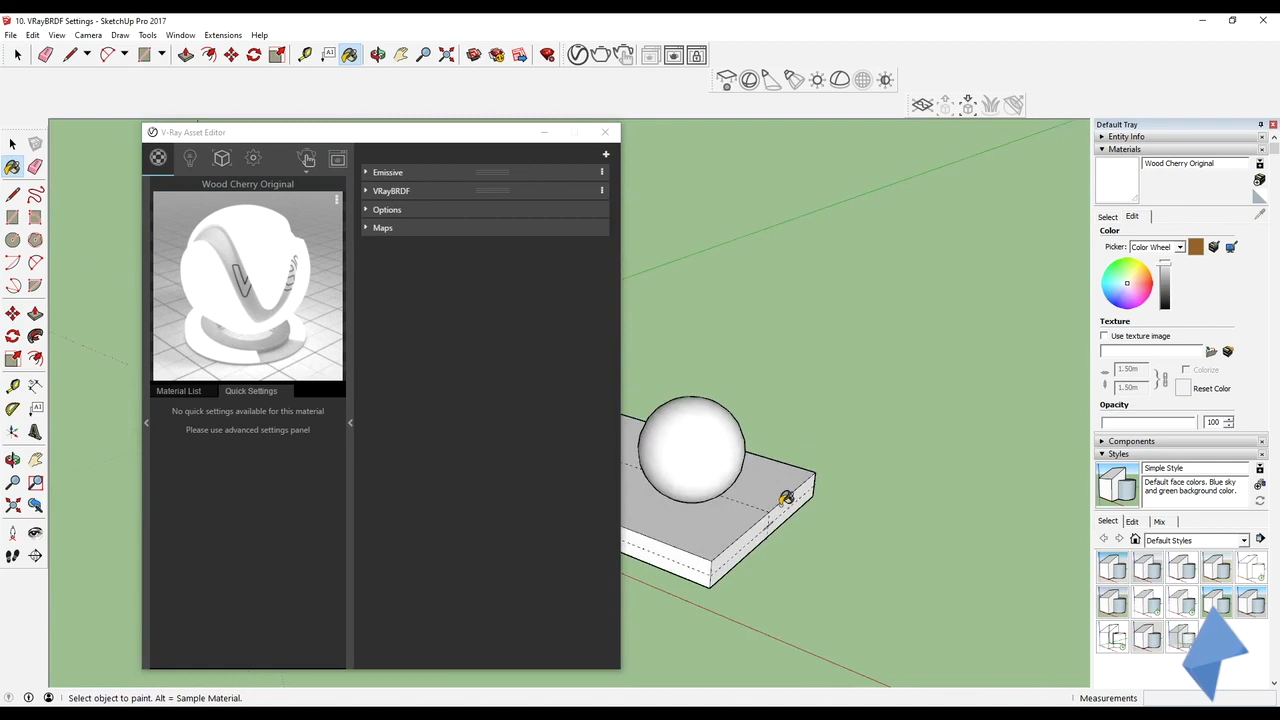 10. VRayBRDF Settings - SketchUp Pro 2017
File Edit View Camera Draw Tools Window Extensions Help
V-Ray Asset Editor
Wood Cherry Original
Emissive
VRayBRDF
Options
Maps
Material List Quick Settings
No quick settings available for this material
Please use advanced settings panel
Default Tray
Entity Info
Materials
Wood Cherry Original
Select Edit
Color
Picker: Color Wheel
Texture
Use texture image
1.50m
Colorize
1.50m
Reset Color
Opacity
100
Components
Styles
Simple Style
Default face colors. Blue sky
and green background color.
Select Edit Mix
Default Styles
Select object to paint. Alt = Sample Material.
Measurements